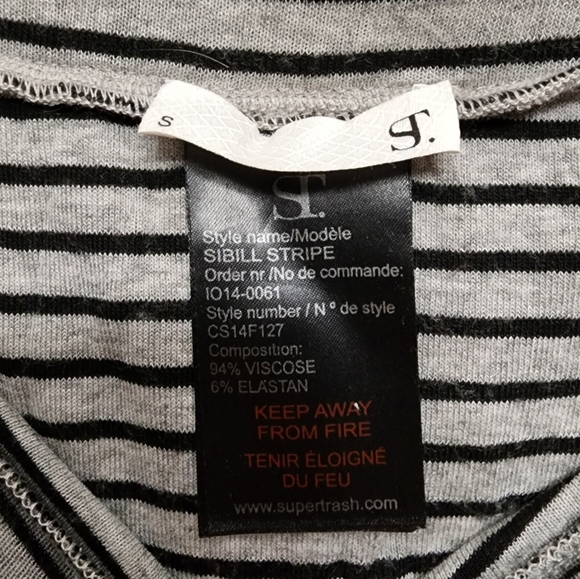 S
ST.
ST.
Style name/Modèle
SIBILL STRIPE
Order nr /No de commande:
IO14-0061
Style number / N° de style
CS14F127
Composition:
94% VISCOSE
6% ELASTAN
KEEP AWAY
FROM FIRE
TENIR ÉLOIGNÉ
DU FEU
www.supertrash.com